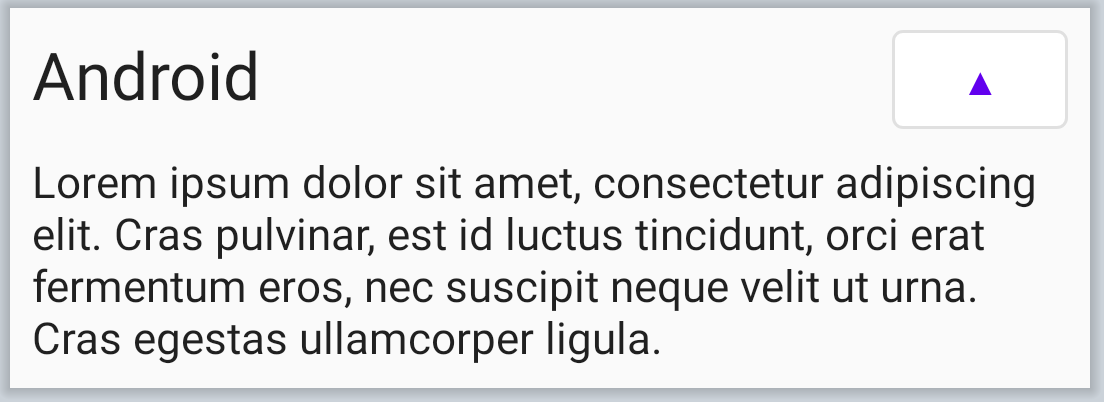 Android
▲
Lorem ipsum dolor sit amet, consectetur adipiscing
elit. Cras pulvinar, est id luctus tincidunt, orci erat
fermentum eros, nec suscipit neque velit ut urna.
Cras egestas ullamcorper ligula.